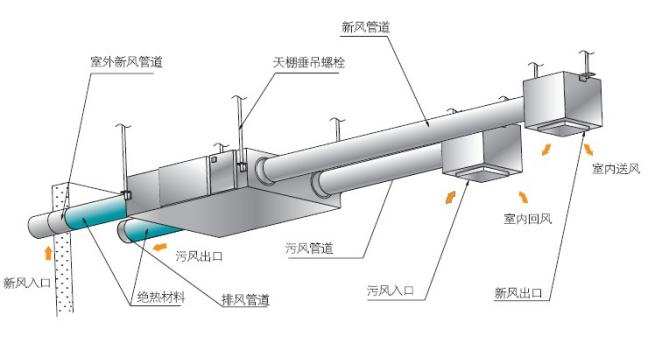 新风管道
室外新风管道
天棚垂吊螺栓
室内送风
室内回风
污风管道
污风出口
新风入口
绝热材料
排风管道
污风入口
新风出口